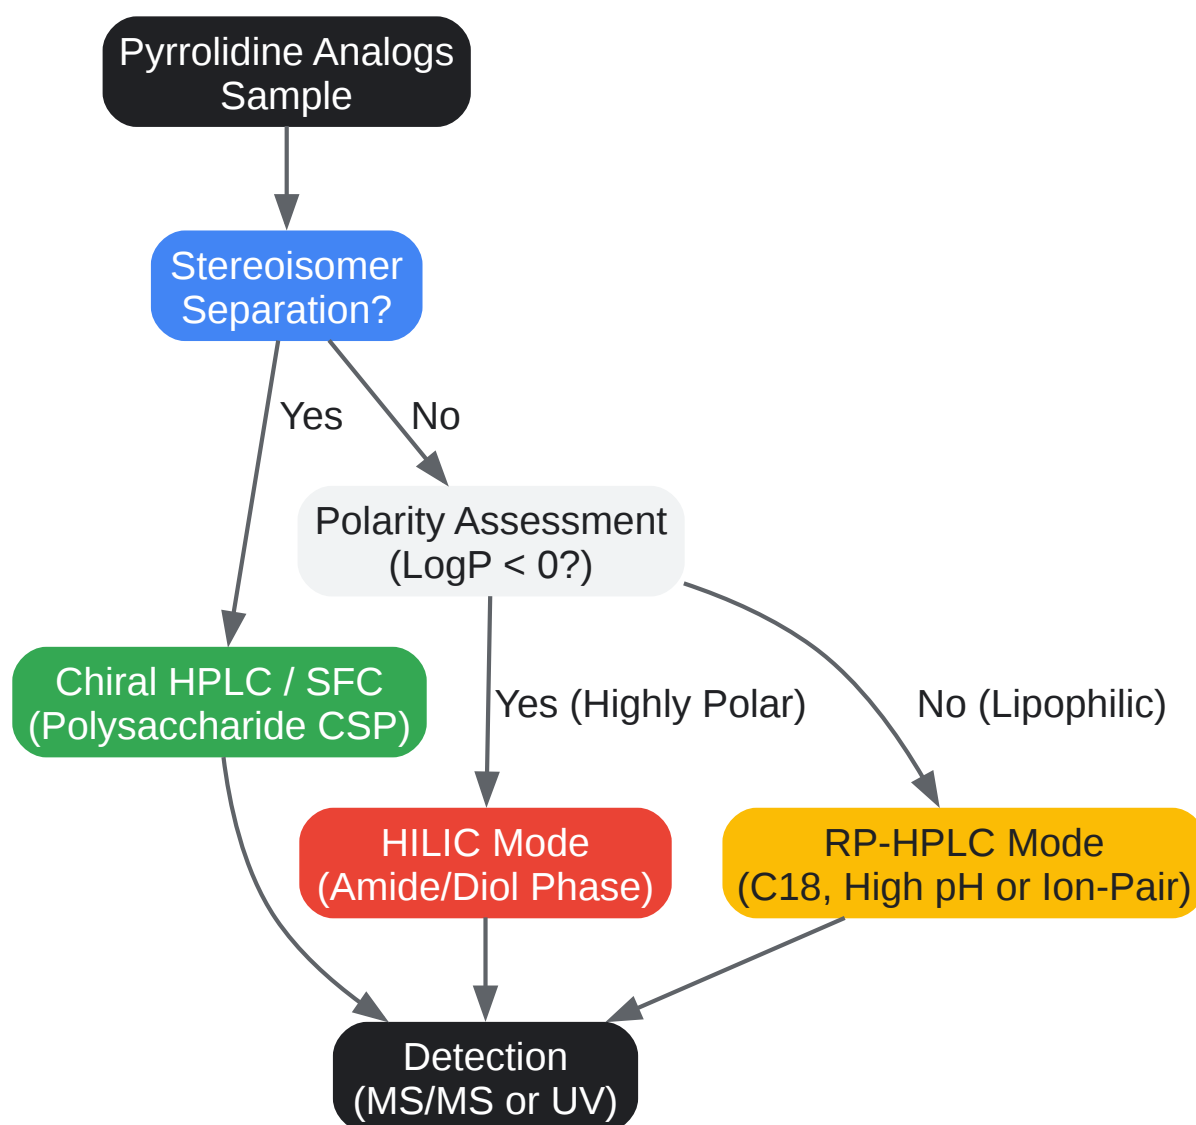 Pyrrolidine Analogs
Sample
Stereoisomer
Separation?
Yes
No
Polarity Assessment
(LogP < 0?)
Chiral HPLC / SFC
(Polysaccharide CSP)
Yes (Highly Polar)
No (Lipophilic)
HILIC Mode
(Amide/Diol Phase)
RP-HPLC Mode
(C18, High pH or Ion-Pair)
Detection
(MS/MS or UV)